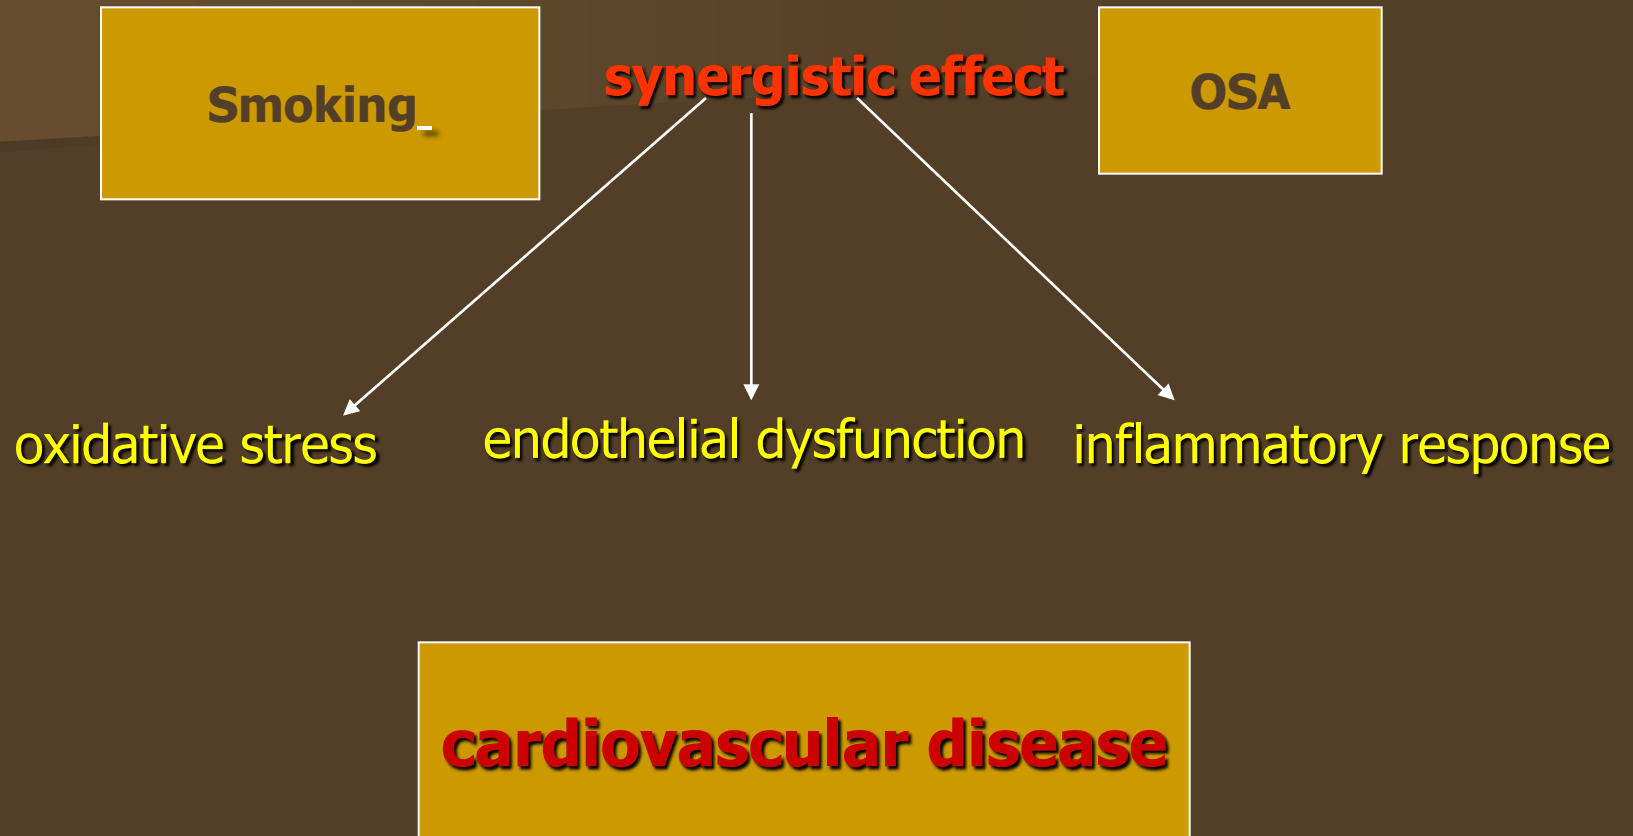 Smoking
synergistic effect
OSA
oxidative stress
endothelial dysfunction
inflammatory response
cardiovascular disease